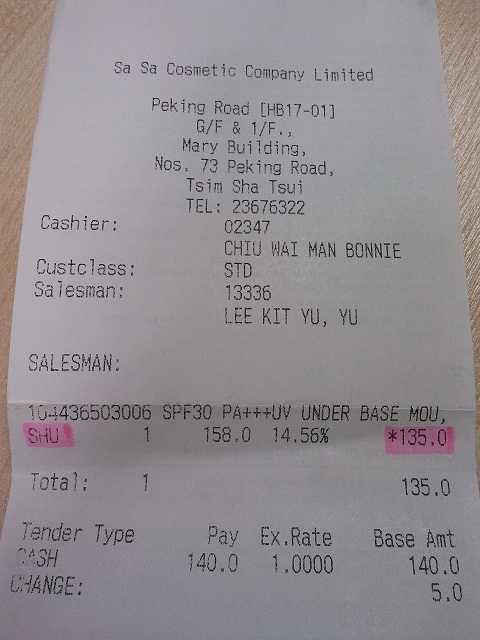 Sa Sa Cosmetic Company Limited
Peking Road [HB17-01]
G/F & 1/F.,
Mary Building,
Nos. 73 Peking Road,
Tsim Sha Tsui
TEL: 23676322
Cashier: 02347
CHIU WAI MAN BONNIE
Custclass: STD
Salesman: 13336
LEE KIT YU, YU
SALESMAN:
104436503006 SPF30 PA+++UV UNDER BASE MOU,
SHU 1 158.0 14.56% *135.0
Total: 1 135.0
Tender Type Pay Ex.Rate Base Amt
CASH 140.0 1.0000 140.0
CHANGE: 5.0